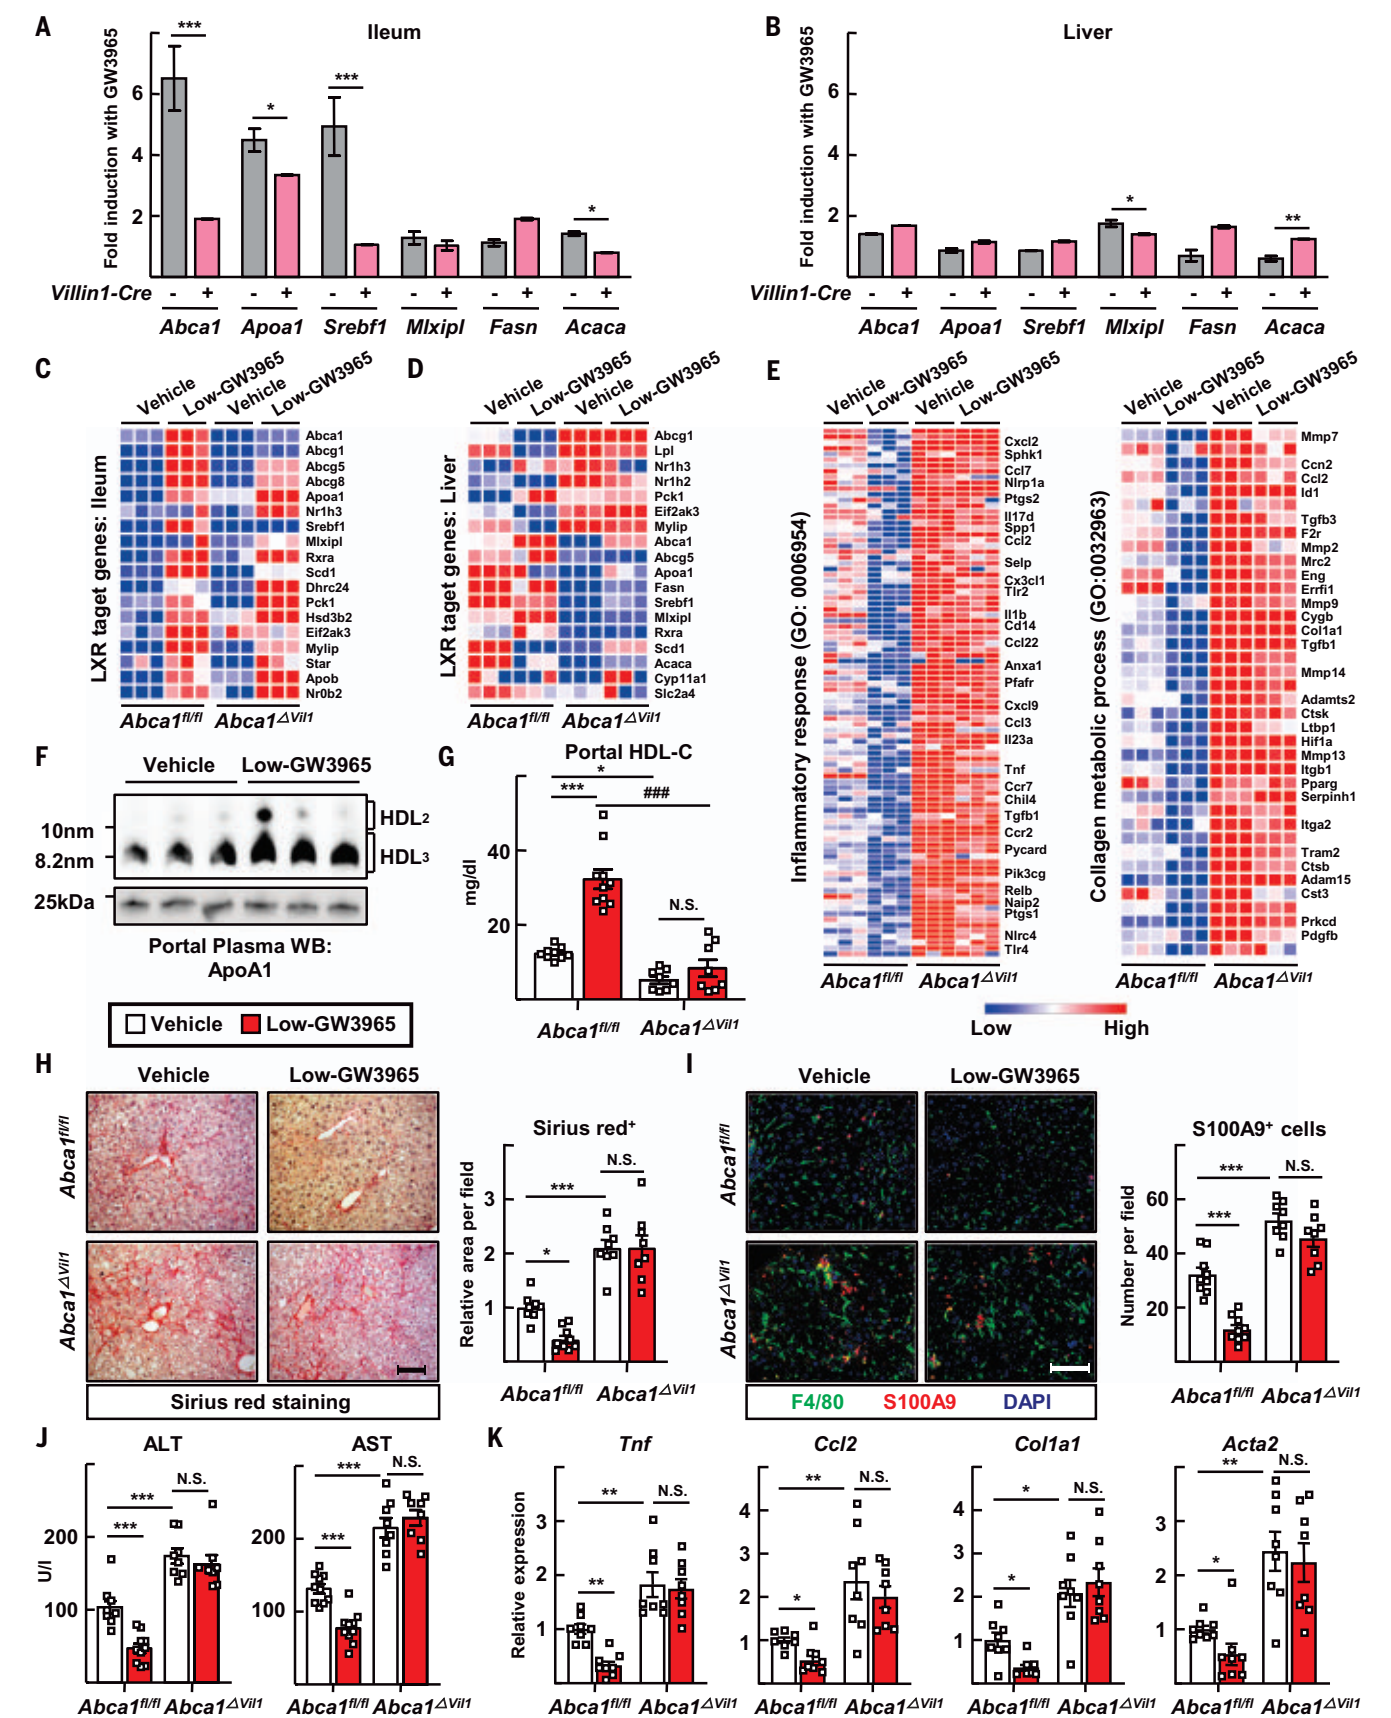 A
Ileum
Fold induction with GW3965
6
4
2
***
*
***
*
Villin1-Cre - + - + - + - + - + - +
Abca1 Apoa1 Srebf1 Mlxipl Fasn Acaca
B
Liver
Fold induction with GW3965
6
4
2
*
**
Villin1-Cre - + - + - + - + - + - +
Abca1 Apoa1 Srebf1 Mlxipl Fasn Acaca
C
Vehicle Low-GW3965 Vehicle Low-GW3965
LXR taget genes: Ileum
Abca1
Abcg1
Abcg5
Abcg8
Apoa1
Nr1h3
Srebf1
Mlxipl
Rxra
Scd1
Dhrc24
Pck1
Hsd3b2
Eif2ak3
Mylip
Star
Apob
Nr0b2
Abca1fl/fl Abca1ΔVil1
D
Vehicle Low-GW3965 Vehicle Low-GW3965
LXR taget genes: Liver
Abcg1
Lpl
Nr1h3
Nr1h2
Pck1
Eif2ak3
Mylip
Abca1
Abcg5
Apoa1
Fasn
Srebf1
Mlxipl
Rxra
Scd1
Acaca
Cyp11a1
Slc2a4
Abca1fl/fl Abca1ΔVil1
E
Vehicle Low-GW3965 Vehicle Low-GW3965
Inflammatory response (GO: 0006954)
Cxcl2
Sphk1
Ccl7
Nlrp1a
Ptgs2
Il17d
Spp1
Ccl2
Selp
Cx3cl1
Tlr2
Il1b
Cd14
Ccl22
Anxa1
Pfafr
Cxcl9
Ccl3
Il23a
Tnf
Ccr7
Chil4
Tgfb1
Ccr2
Pycard
Pik3cg
Relb
Naip2
Ptgs1
Nlrc4
Tlr4
Abca1fl/fl Abca1ΔVil1
Vehicle Low-GW3965 Vehicle Low-GW3965
Collagen metabolic process (GO:0032963)
Mmp7
Ccn2
Ccl2
Id1
Tgfb3
F2r
Mmp2
Mrc2
Eng
Errfi1
Mmp9
Cygb
Col1a1
Tgfb1
Mmp14
Adamts2
Ctsk
Ltbp1
Hif1a
Mmp13
Itgb1
Pparg
Serpinh1
Itga2
Tram2
Ctsb
Adam15
Cst3
Prkcd
Pdgfb
Abca1fl/fl Abca1ΔVil1
Low High
F
Vehicle Low-GW3965
10nm
8.2nm
25kDa
HDL2
HDL3
Portal Plasma WB:
ApoA1
G
Portal HDL-C
mg/dl
40
20
*
***
###
N.S.
Abca1fl/fl Abca1ΔVil1
Vehicle Low-GW3965
H
Vehicle Low-GW3965
Abca1fl/fl
Abca1ΔVil1
Sirius red staining
Sirius red+
Relative area per field
3
2
1
*
***
N.S.
Abca1fl/fl Abca1ΔVil1
I
Vehicle Low-GW3965
Abca1fl/fl
Abca1ΔVil1
F4/80 S100A9 DAPI
S100A9+ cells
Number per field
60
40
20
***
***
N.S.
Abca1fl/fl Abca1ΔVil1
J
ALT
U/l
200
100
***
***
N.S.
Abca1fl/fl Abca1ΔVil1
AST
200
100
***
***
N.S.
Abca1fl/fl Abca1ΔVil1
K
Relative expression
Tnf
3
2
1
**
**
N.S.
Abca1fl/fl Abca1ΔVil1
Ccl2
4
3
2
1
*
**
N.S.
Abca1fl/fl Abca1ΔVil1
Col1a1
4
3
2
1
*
*
N.S.
Abca1fl/fl Abca1ΔVil1
Acta2
3
2
1
*
**
N.S.
Abca1fl/fl Abca1ΔVil1